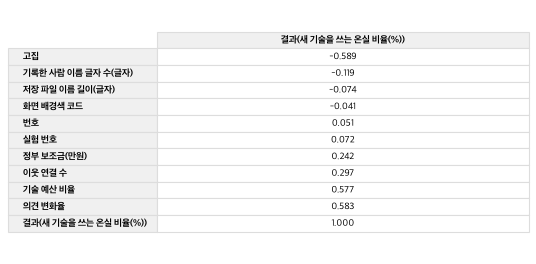 결과(새 기술을 쓰는 온실 비율(%))
고집 -0.589
기록한 사람 이름 글자 수(글자) -0.119
저장 파일 이름 길이(글자) -0.074
화면 배경색 코드 -0.041
번호 0.051
실험 번호 0.072
정부 보조금(만원) 0.242
이웃 연결 수 0.297
기술 예산 비율 0.577
의견 변화율 0.583
결과(새 기술을 쓰는 온실 비율(%)) 1.000